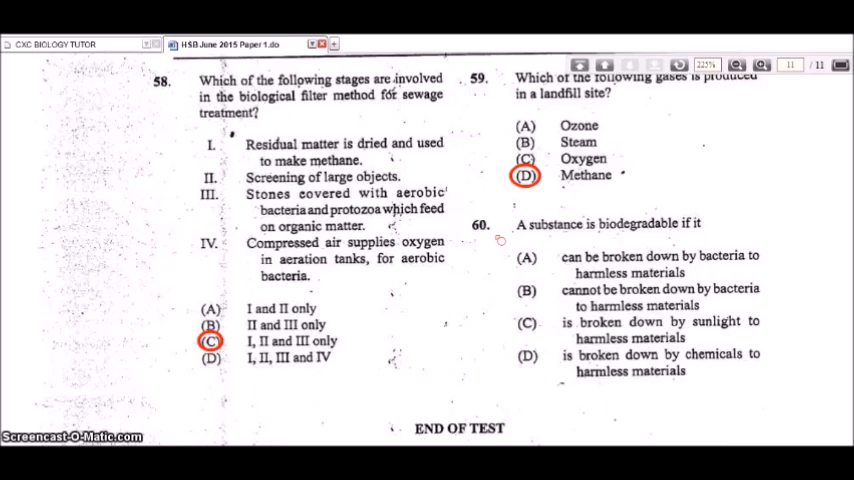 CXC BIOLOGY TUTOR
HSB June 2015 Paper 1.do
225%
11 / 11
58. Which of the following stages are involved
in the biological filter method for sewage
treatment?
I. Residual matter is dried and used
to make methane.
II. Screening of large objects.
III. Stones covered with aerobic
bacteria and protozoa which feed
on organic matter.
IV. Compressed air supplies oxygen
in aeration tanks, for aerobic
bacteria.
(A) I and II only
(B) II and III only
(C) I, II and III only
(D) I, II, III and IV
59. Which of the following gases is produced
in a landfill site?
(A) Ozone
(B) Steam
(C) Oxygen
(D) Methane
60. A substance is biodegradable if it
(A) can be broken down by bacteria to
harmless materials
(B) cannot be broken down by bacteria
to harmless materials
(C) is broken down by sunlight to
harmless materials
(D) is broken down by chemicals to
harmless materials
END OF TEST
Screencast-O-Matic.com